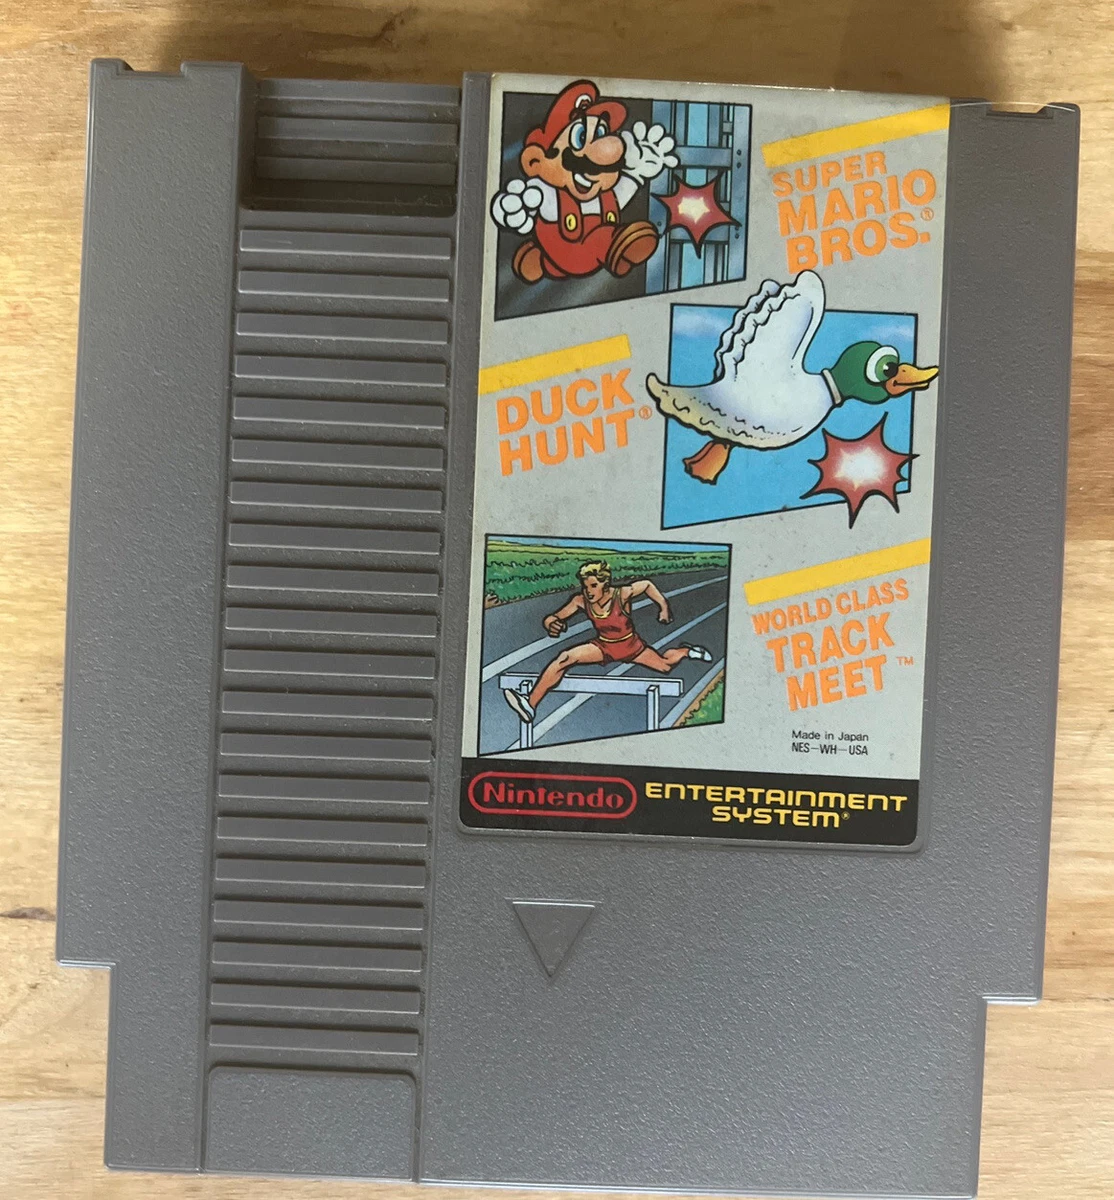 SUPER
MARIO
BROS.®
DUCK
HUNT®
WORLD CLASS
TRACK
MEET™
Made in Japan
NES-WH-USA
Nintendo
ENTERTAINMENT
SYSTEM®